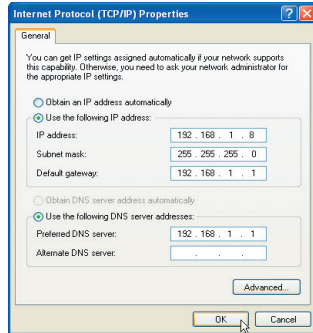 Internet Protocol (TCP/IP) Properties
General
You can get IP settings assigned automatically if your network supports
this capability. Otherwise, you need to ask your network administrator for
the appropriate IP settings.
Obtain an IP address automatically
Use the following IP address:
IP address: 192 . 168 . 1 . 8
Subnet mask: 255 . 255 . 255 . 0
Default gateway: 192 . 168 . 1 . 1
Obtain DNS server address automatically
Use the following DNS server addresses:
Preferred DNS server: 192 . 168 . 1 . 1
Alternate DNS server: . . .
Advanced...
OK Cancel